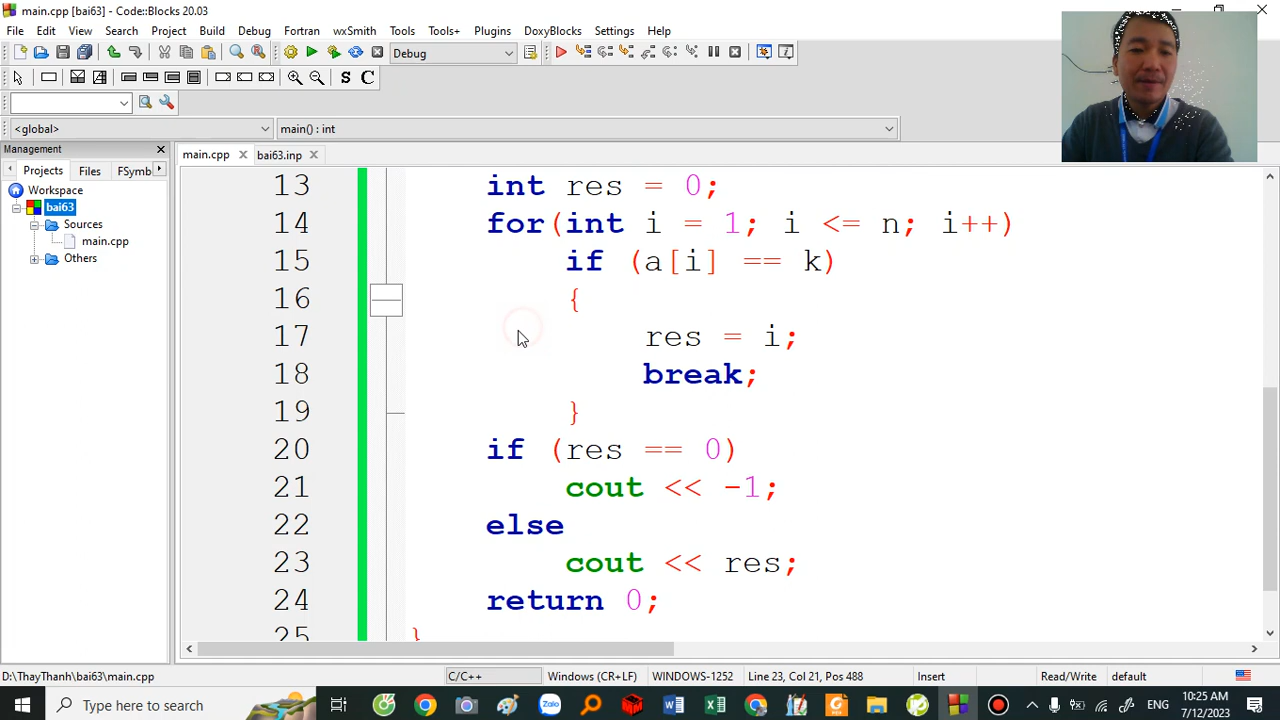 main.cpp [bai63] - Code::Blocks 20.03
File Edit View Search Project Build Debug Fortran wxSmith Tools Tools+ Plugins DoxyBlocks Settings Help
Debug
S C
<global> main() : int
Management
Projects Files FSymb
main.cpp bai63.inp
Workspace
bai63
Sources
main.cpp
Others
13 int res = 0;
14 for(int i = 1; i <= n; i++)
15 if (a[i] == k)
16 {
17 res = i;
18 break;
19 }
20 if (res == 0)
21 cout << -1;
22 else
23 cout << res;
24 return 0;
25 }
D:\ThayThanh\bai63\main.cpp C/C++ Windows (CR+LF) WINDOWS-1252 Line 23, Col 21, Pos 488 Insert Read/Write default
Type here to search
Zalo
ENG
10:25 AM
7/12/2023